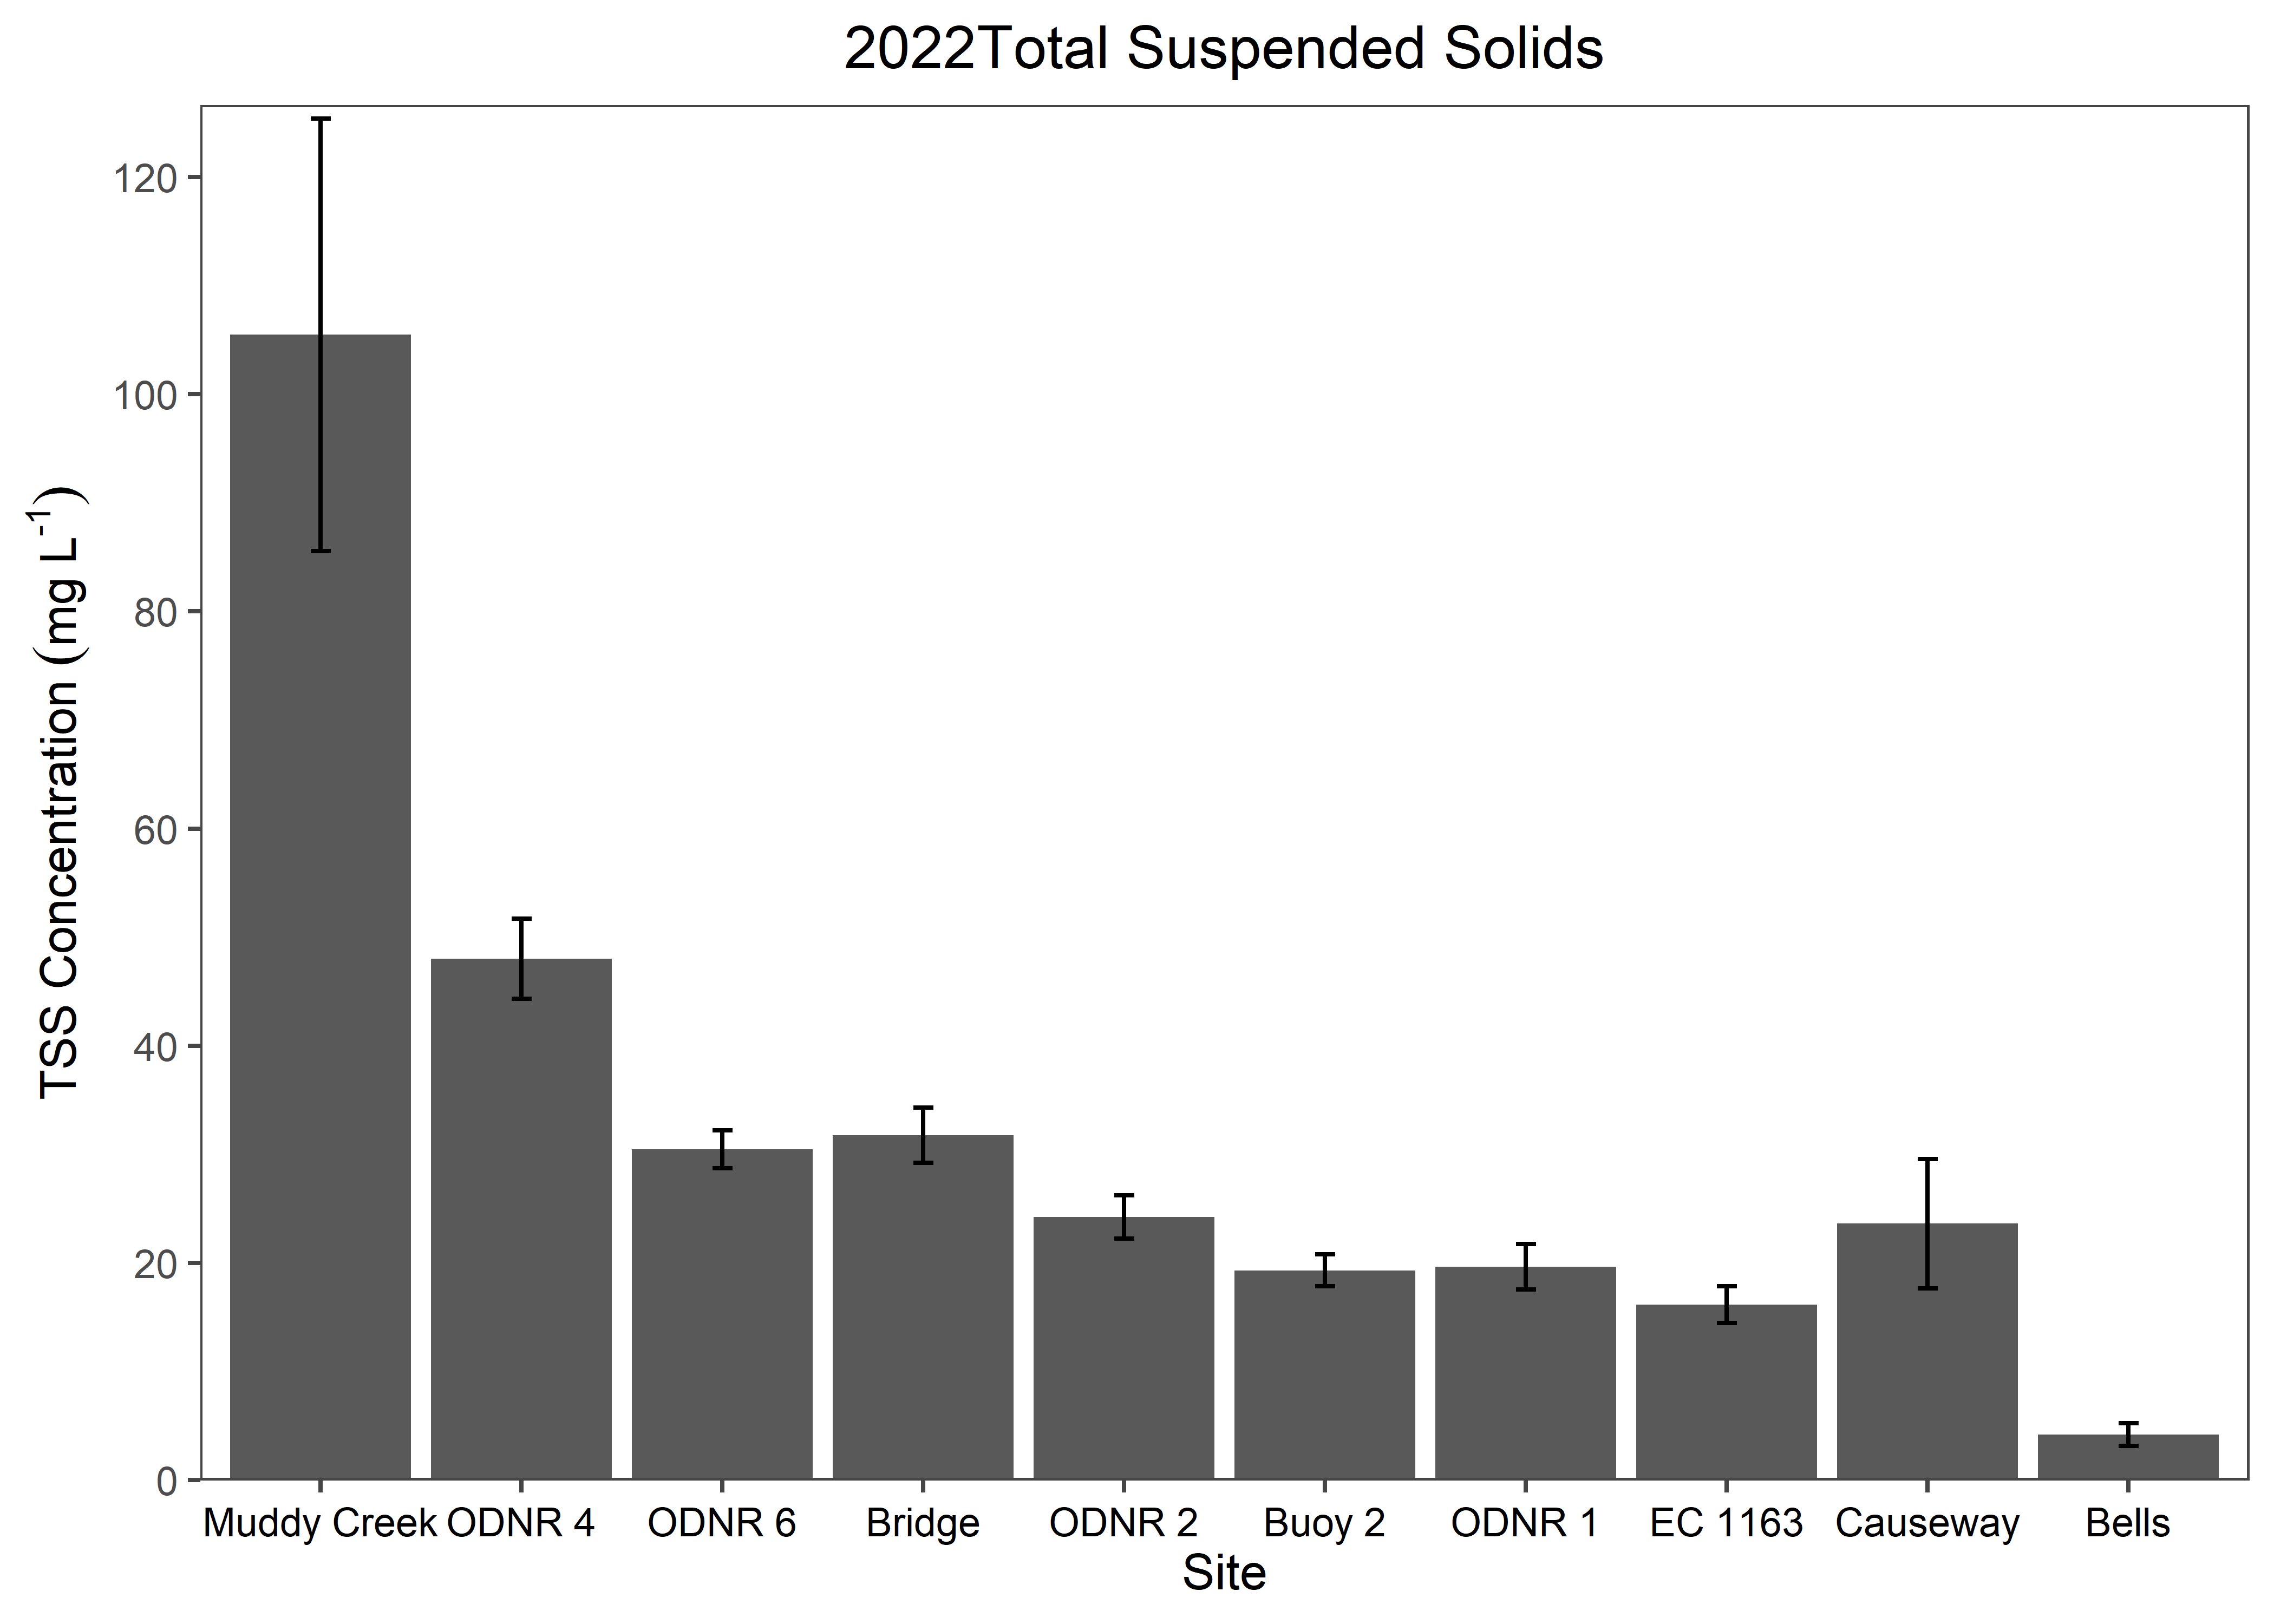 2022Total Suspended Solids
TSS Concentration (mg L⁻¹)
120
100
80
60
40
20
0
Muddy Creek ODNR 4 ODNR 6 Bridge ODNR 2 Buoy 2 ODNR 1 EC 1163 Causeway Bells
Site